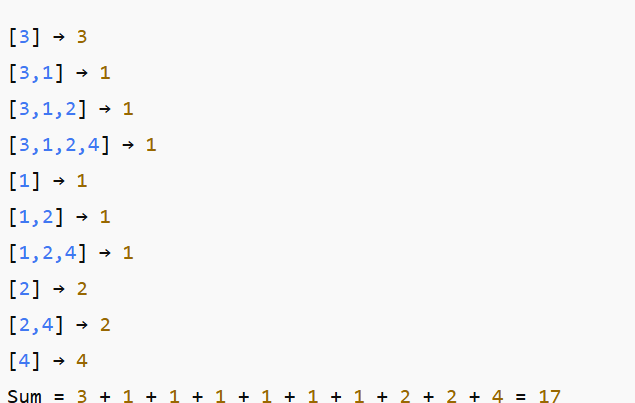 [3] → 3
[3,1] → 1
[3,1,2] → 1
[3,1,2,4] → 1
[1] → 1
[1,2] → 1
[1,2,4] → 1
[2] → 2
[2,4] → 2
[4] → 4
Sum = 3 + 1 + 1 + 1 + 1 + 1 + 1 + 2 + 2 + 4 = 17